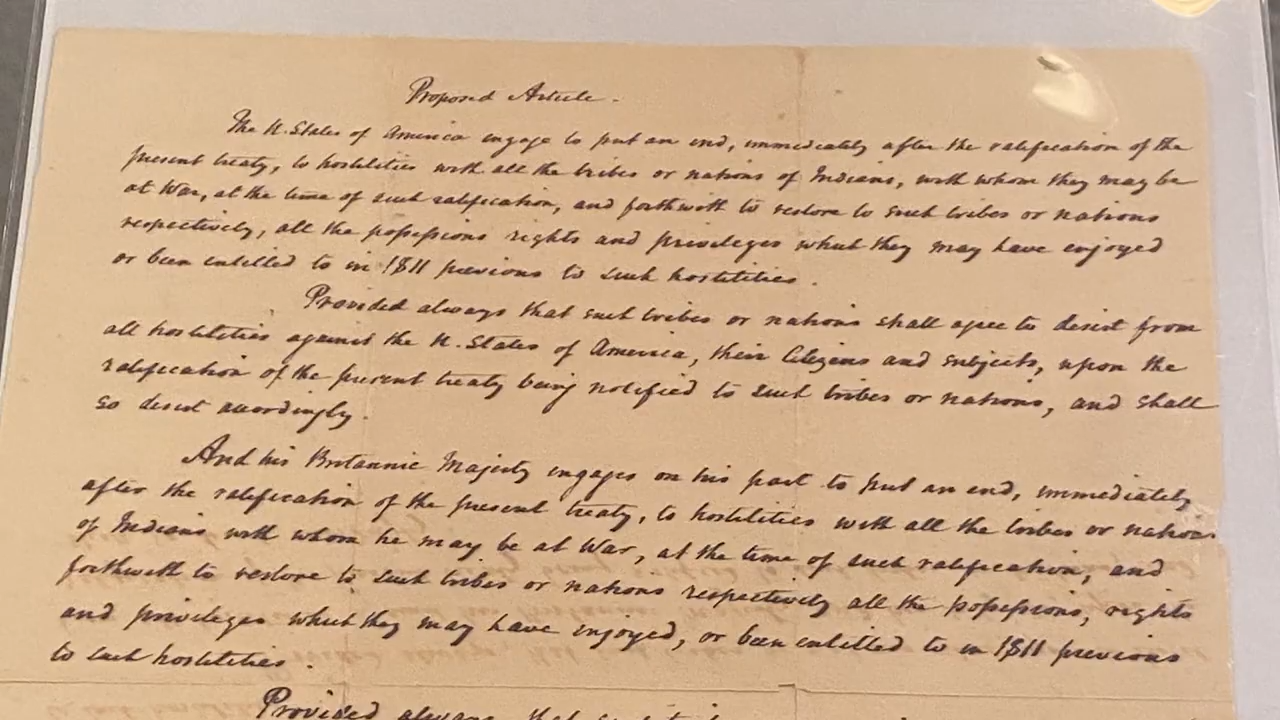 Proposed Article.
The U. States of America engage to put an end, immediately after the ratification of the
present treaty, to hostilities with all the tribes or nations of Indians, with whom they may be
at War, at the time of such ratification, and forthwith to restore to such tribes or nations
respectively, all the possessions rights and privileges which they may have enjoyed
or been entitled to in 1811 previous to such hostilities.
Provided always that such tribes or nations shall agree to desist from
all hostilities against the U. States of America, their Citizens and subjects, upon the
ratification of the present treaty being notified to such tribes or nations, and shall
so desist accordingly.
And his Britannic Majesty engages on his part to put an end, immediately
after the ratification of the present treaty, to hostilities with all the tribes or nations
of Indians with whom he may be at War, at the time of such ratification, and
forthwith to restore to such tribes or nations respectively all the possessions, rights
and privileges which they may have enjoyed, or been entitled to in 1811 previous
to such hostilities.
Provided always that such